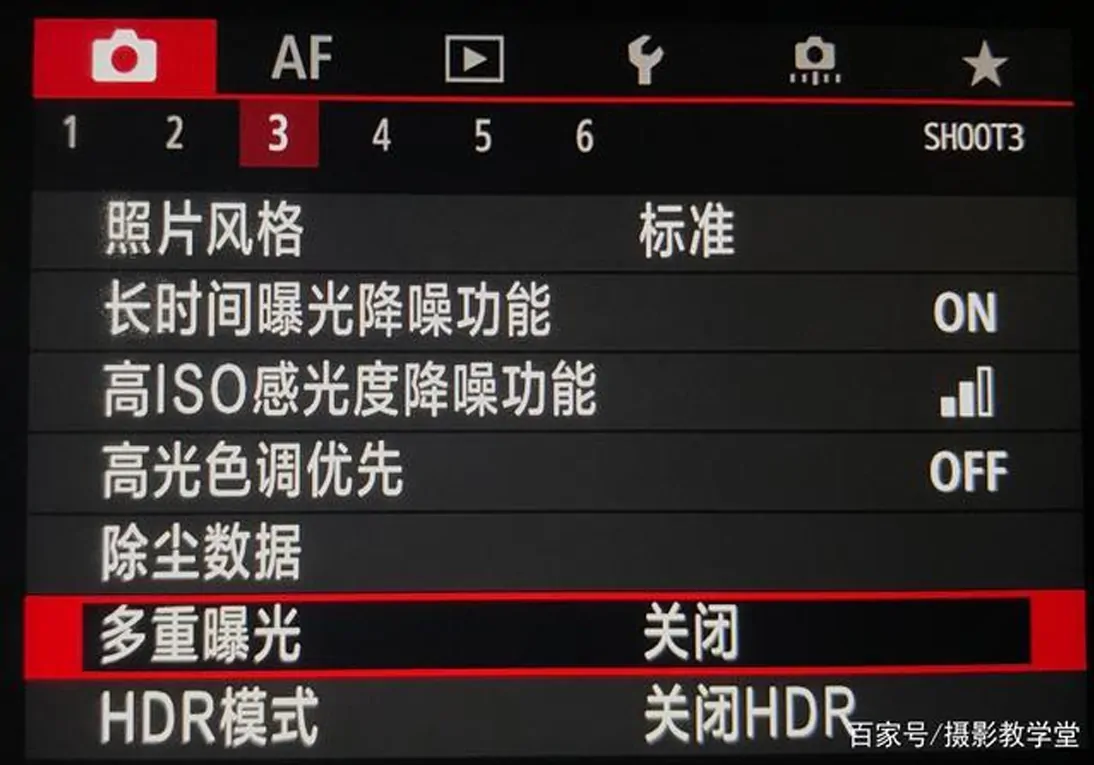 AF
1 2 3 4 5 6 SHOOT3
照片风格 标准
长时间曝光降噪功能 ON
高ISO感光度降噪功能
高光色调优先 OFF
除尘数据
多重曝光 关闭
HDR模式 关闭HDR
百家号/摄影教学堂